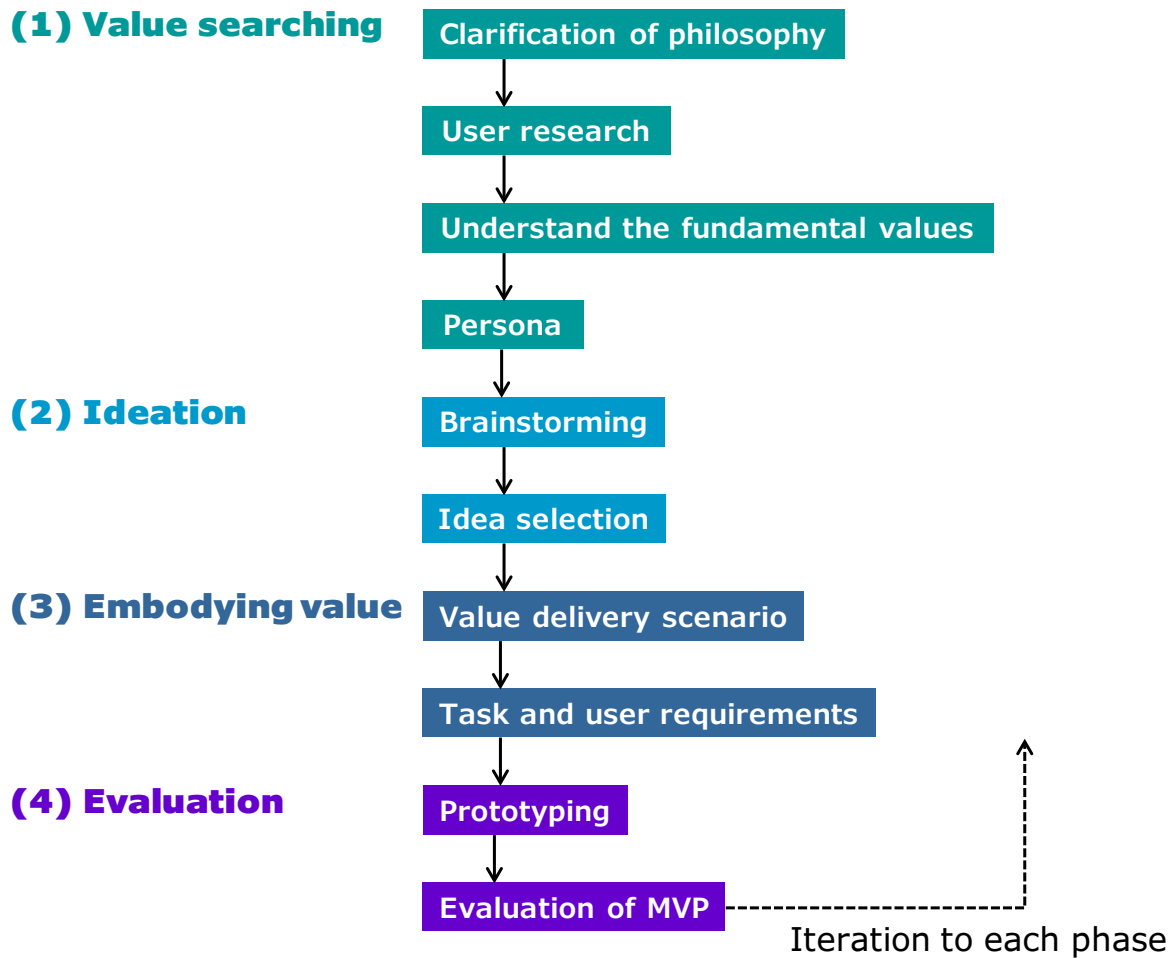 (1) Value searching
Clarification of philosophy
User research
Understand the fundamental values
Persona
(2) Ideation
Brainstorming
Idea selection
(3) Embodying value
Value delivery scenario
Task and user requirements
(4) Evaluation
Prototyping
Evaluation of MVP
Iteration to each phase